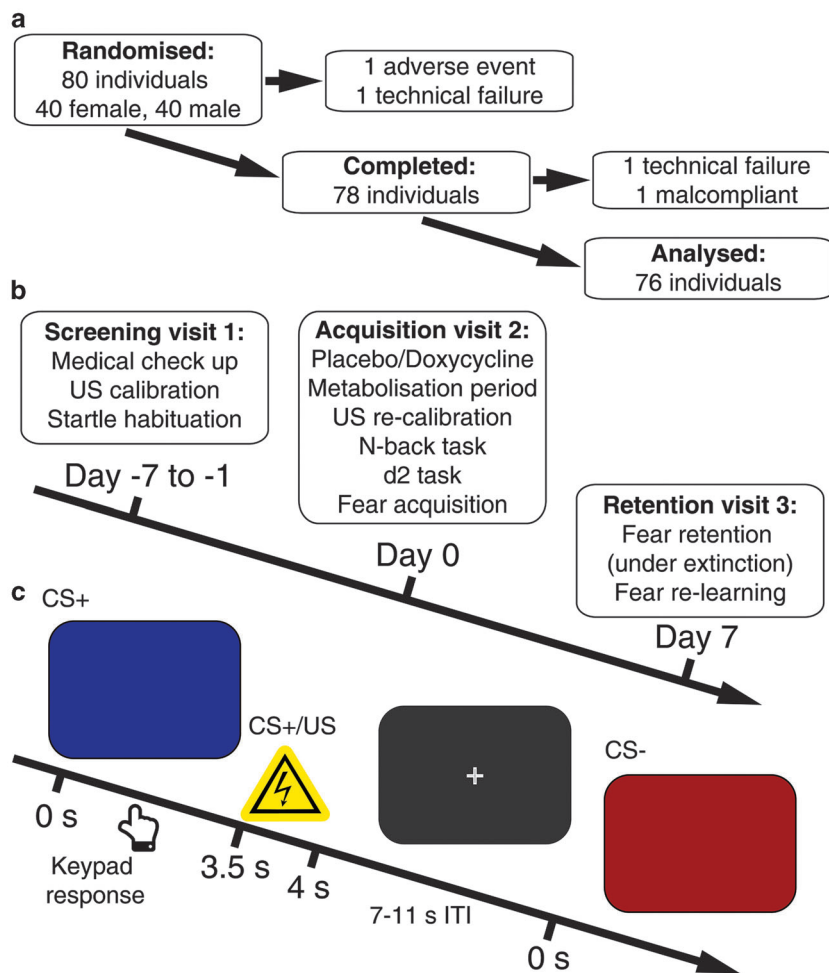 a
Randomised:
80 individuals
40 female, 40 male
1 adverse event
1 technical failure
Completed:
78 individuals
1 technical failure
1 malcompliant
Analysed:
76 individuals
b
Screening visit 1:
Medical check up
US calibration
Startle habituation
Day -7 to -1
Acquisition visit 2:
Placebo/Doxycycline
Metabolisation period
US re-calibration
N-back task
d2 task
Fear acquisition
Day 0
Retention visit 3:
Fear retention
(under extinction)
Fear re-learning
Day 7
c
CS+
CS+/US
CS-
0 s
Keypad
response
3.5 s
4 s
7-11 s ITI
0 s